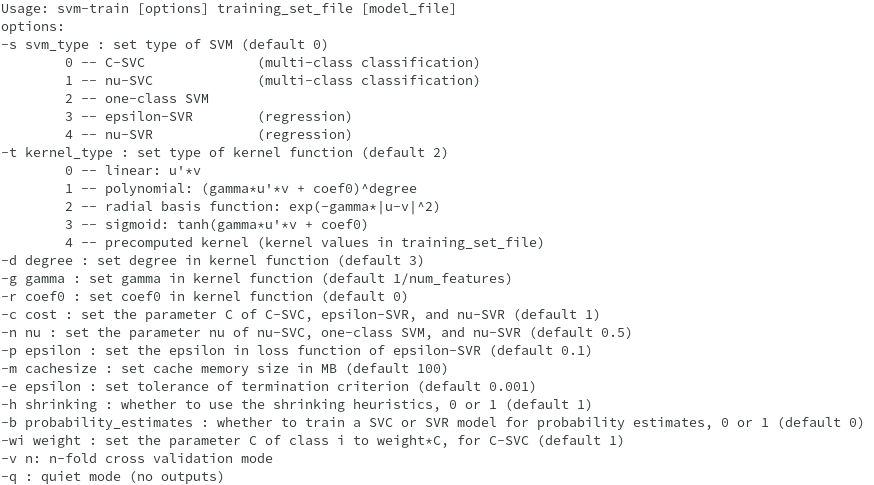 Usage: svm-train [options] training_set_file [model_file]
options:
-s svm_type : set type of SVM (default 0)
        0 -- C-SVC              (multi-class classification)
        1 -- nu-SVC             (multi-class classification)
        2 -- one-class SVM
        3 -- epsilon-SVR        (regression)
        4 -- nu-SVR             (regression)
-t kernel_type : set type of kernel function (default 2)
        0 -- linear: u'*v
        1 -- polynomial: (gamma*u'*v + coef0)^degree
        2 -- radial basis function: exp(-gamma*|u-v|^2)
        3 -- sigmoid: tanh(gamma*u'*v + coef0)
        4 -- precomputed kernel (kernel values in training_set_file)
-d degree : set degree in kernel function (default 3)
-g gamma : set gamma in kernel function (default 1/num_features)
-r coef0 : set coef0 in kernel function (default 0)
-c cost : set the parameter C of C-SVC, epsilon-SVR, and nu-SVR (default 1)
-n nu : set the parameter nu of nu-SVC, one-class SVM, and nu-SVR (default 0.5)
-p epsilon : set the epsilon in loss function of epsilon-SVR (default 0.1)
-m cachesize : set cache memory size in MB (default 100)
-e epsilon : set tolerance of termination criterion (default 0.001)
-h shrinking : whether to use the shrinking heuristics, 0 or 1 (default 1)
-b probability_estimates : whether to train a SVC or SVR model for probability estimates, 0 or 1 (default 0)
-wi weight : set the parameter C of class i to weight*C, for C-SVC (default 1)
-v n: n-fold cross validation mode
-q : quiet mode (no outputs)